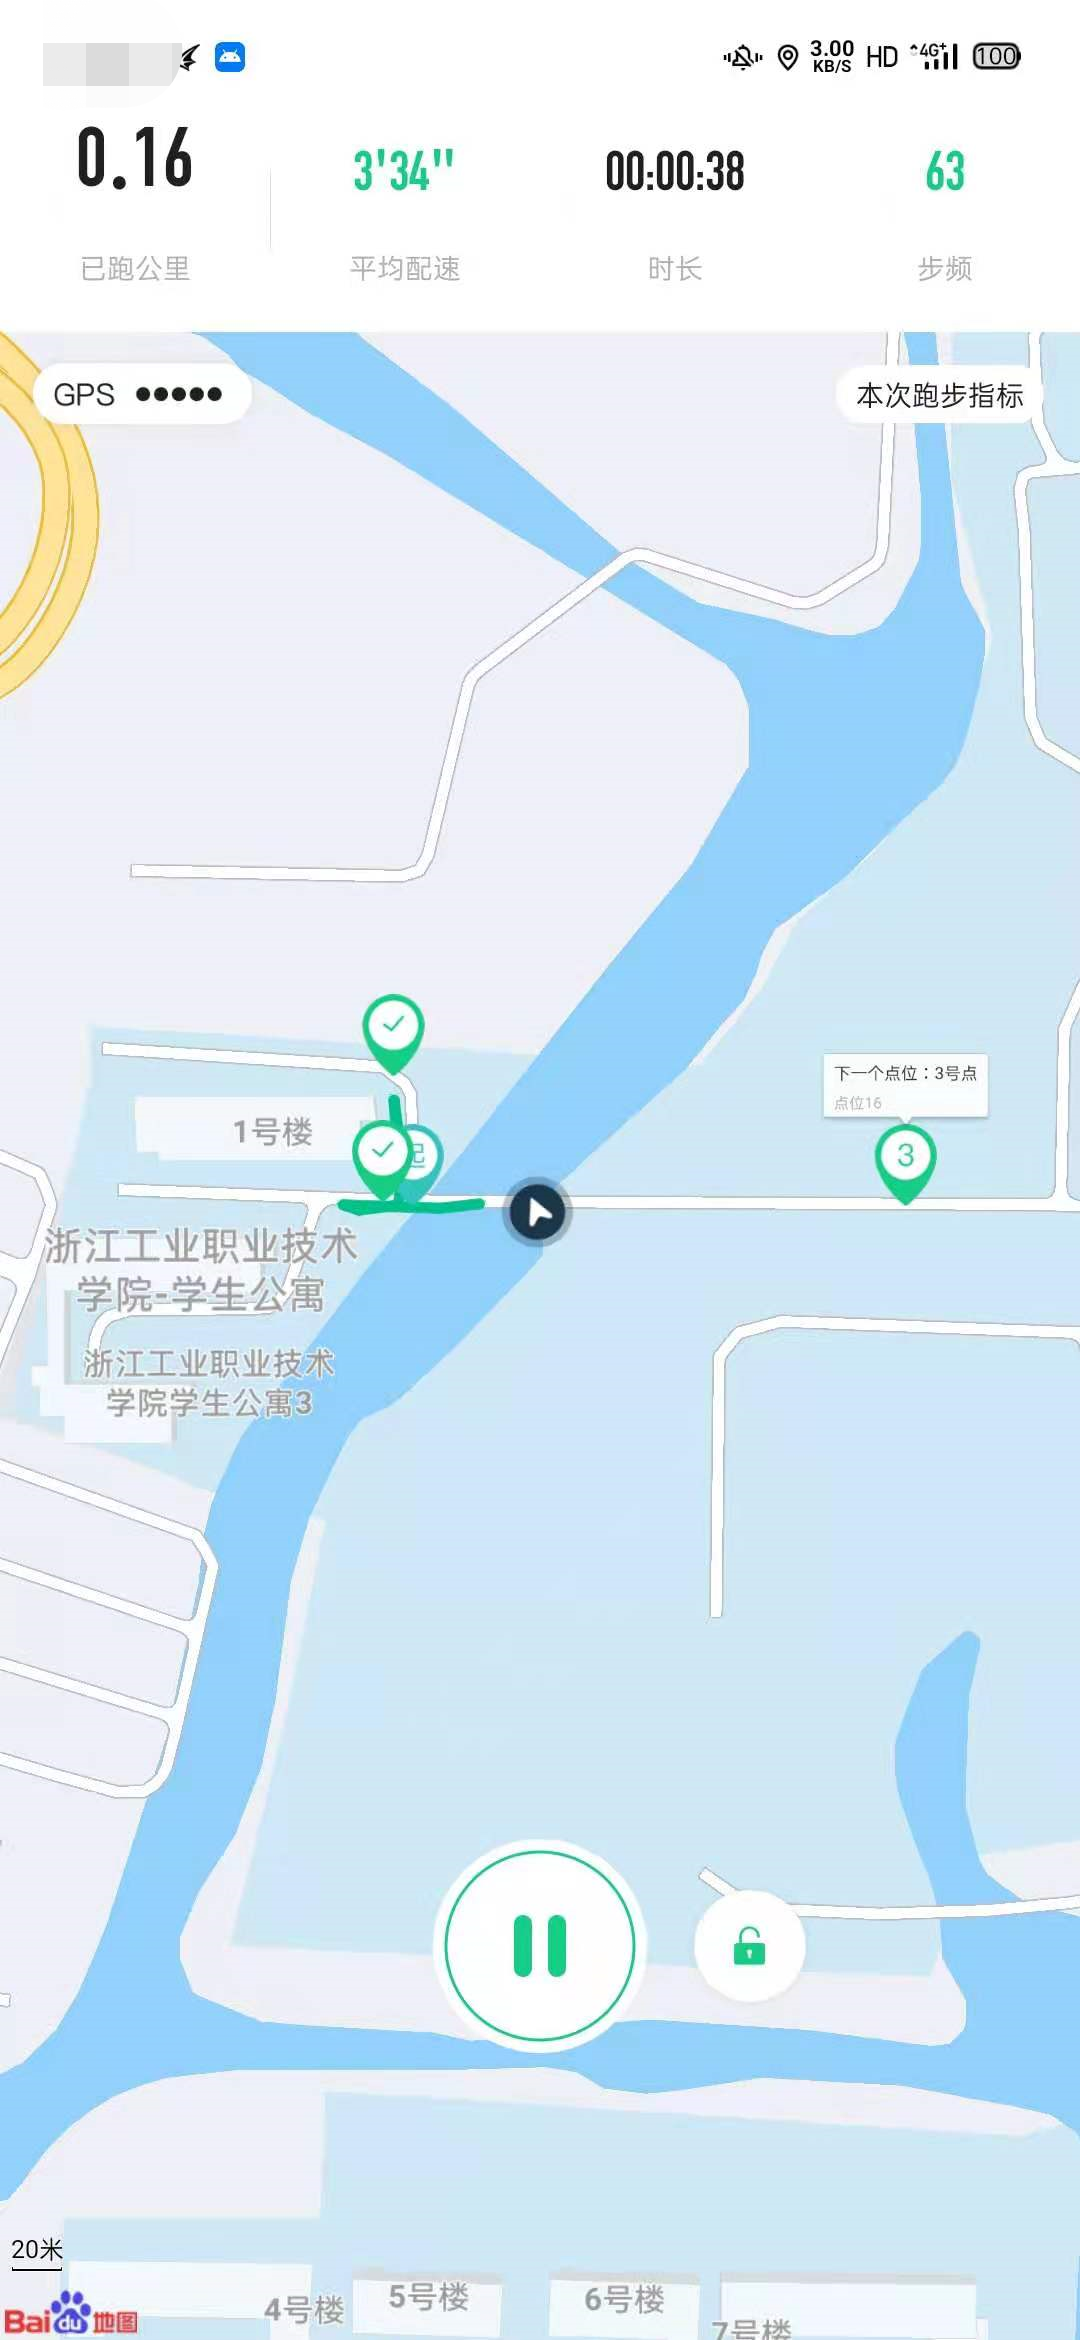 3.00
KB/S
HD
4G+
100
0.16
3'34''
00:00:38
63
已跑公里
平均配速
时长
步频
GPS
本次跑步指标
下一个点位：3号点
点位16
1号楼
起
3
浙江工业职业技术
学院-学生公寓
浙江工业职业技术
学院学生公寓3
20米
Bai du 地图
4号楼
5号楼
6号楼
7号楼